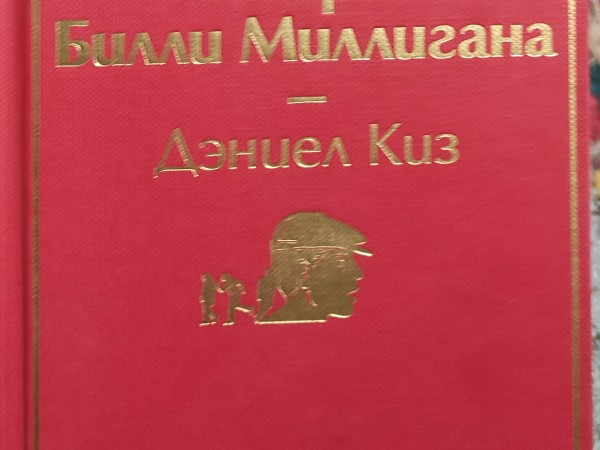 Билли Миллигана
–
Дэниел Киз